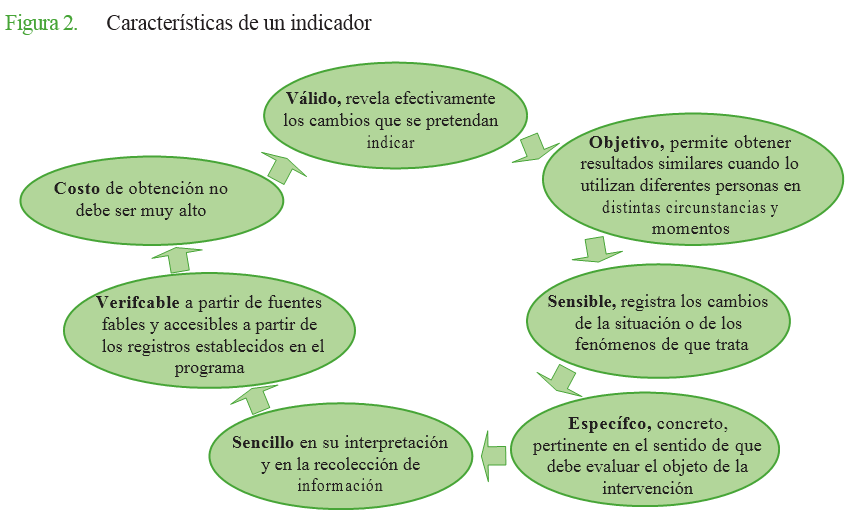 Figura 2. Características de un indicador
Válido, revela efectivamente
los cambios que se pretendan
indicar
Objetivo, permite obtener
resultados similares cuando lo
utilizan diferentes personas en
distintas circunstancias y
momentos
Sensible, registra los cambios
de la situación o de los
fenómenos de que trata
Específco, concreto,
pertinente en el sentido de que
debe evaluar el objeto de la
intervención
Sencillo en su interpretación
y en la recolección de
información
Verifcable a partir de fuentes
fables y accesibles a partir de
los registros establecidos en el
programa
Costo de obtención no
debe ser muy alto